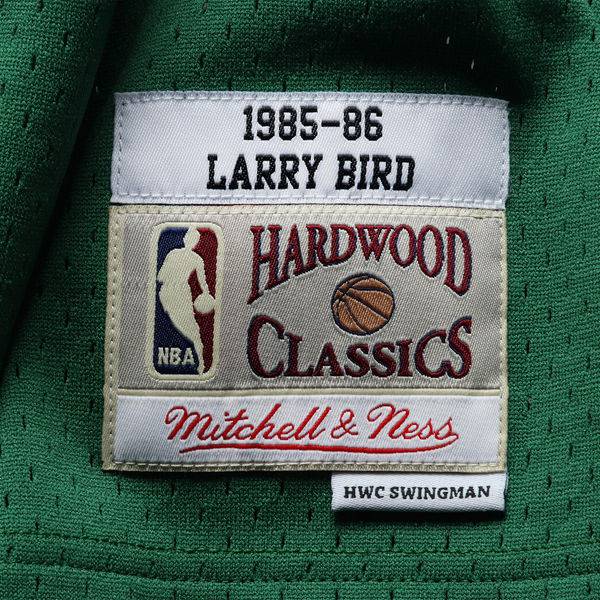 1985-86
LARRY BIRD
HARDWOOD
CLASSICS
NBA
Mitchell & Ness
HWC SWINGMAN